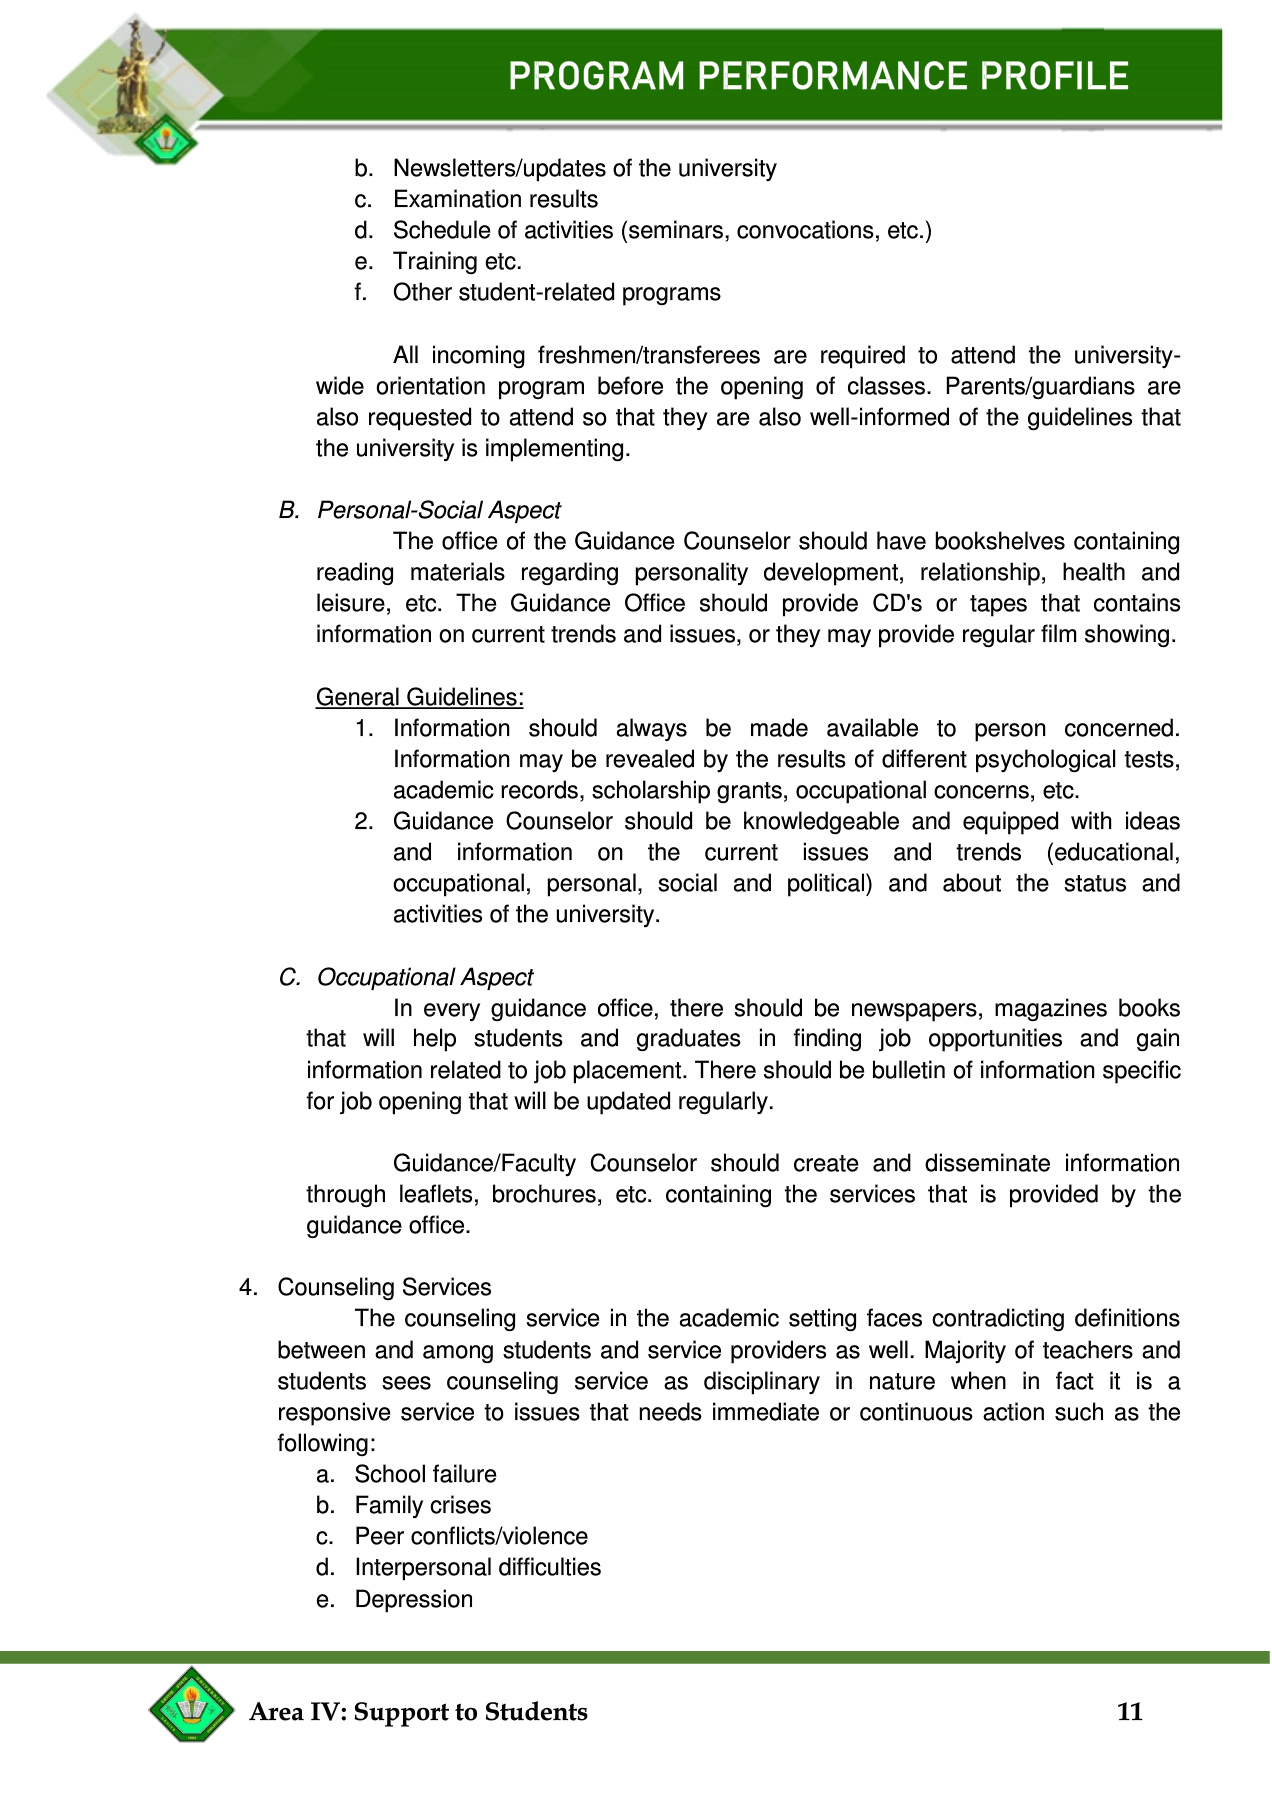 PROGRAM PERFORMANCE PROFILE
b. Newsletters/updates of the university
c. Examination results
d. Schedule of activities (seminars, convocations, etc.)
e. Training etc.
f. Other student-related programs
All incoming freshmen/transferees are required to attend the university-
wide orientation program before the opening of classes. Parents/guardians are
also requested to attend so that they are also well-informed of the guidelines that
the university is implementing.
B. Personal-Social Aspect
The office of the Guidance Counselor should have bookshelves containing
reading materials regarding personality development, relationship, health and
leisure, etc. The Guidance Office should provide CD's or tapes that contains
information on current trends and issues, or they may provide regular film showing.
General Guidelines:
1. Information should always be made available to person concerned.
Information may be revealed by the results of different psychological tests,
academic records, scholarship grants, occupational concerns, etc.
2. Guidance Counselor should be knowledgeable and equipped with ideas
and information on the current issues and trends (educational,
occupational, personal, social and political) and about the status and
activities of the university.
C. Occupational Aspect
In every guidance office, there should be newspapers, magazines books
that will help students and graduates in finding job opportunities and gain
information related to job placement. There should be bulletin of information specific
for job opening that will be updated regularly.
Guidance/Faculty Counselor should create and disseminate information
through leaflets, brochures, etc. containing the services that is provided by the
guidance office.
4. Counseling Services
The counseling service in the academic setting faces contradicting definitions
between and among students and service providers as well. Majority of teachers and
students sees counseling service as disciplinary in nature when in fact it is a
responsive service to issues that needs immediate or continuous action such as the
following:
a. School failure
b. Family crises
c. Peer conflicts/violence
d. Interpersonal difficulties
e. Depression
Area IV: Support to Students 11